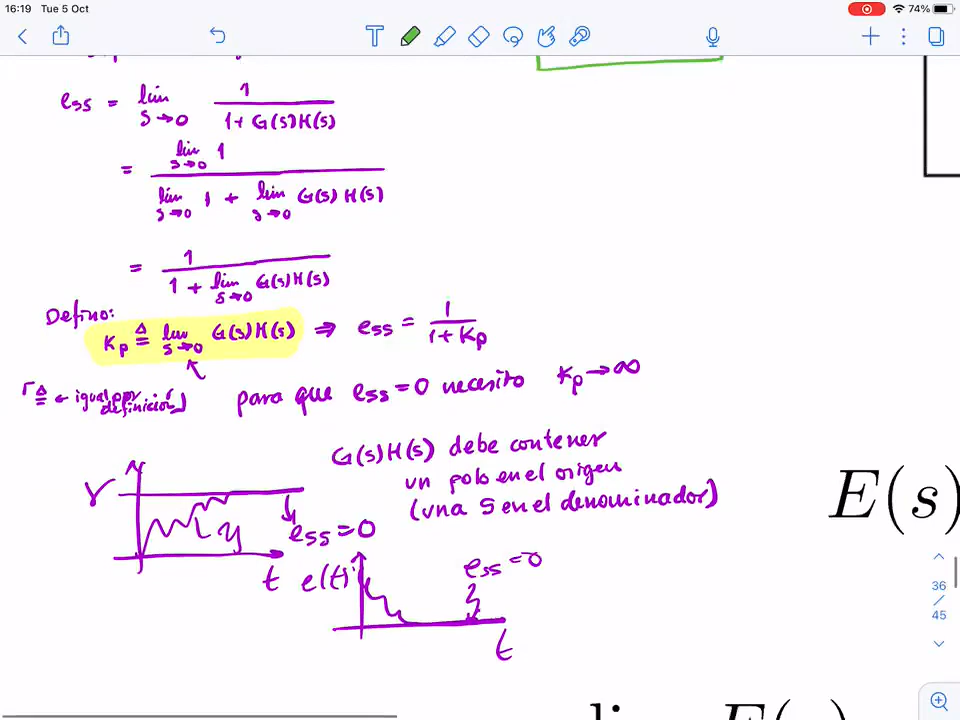 16:19 Tue 5 Oct
74%
T
ess = lim s→0 1 / 1 + G(s)H(s)
= lim s→0 1 / lim s→0 1 + lim s→0 G(s)H(s)
= 1 / 1 + lim s→0 G(s)H(s)
Defino:
Kp ≜ lim s→0 G(s)H(s) ⇒ ess = 1 / 1 + Kp
[≜ ← igual por definición]
para que ess = 0 necesito Kp → ∞
G(s)H(s) debe contener
un polo en el origen
(una s en el denominador)
r
y
ess = 0
t
e(t)
ess = 0
t
E(s)
36
/
45
lim E(s)